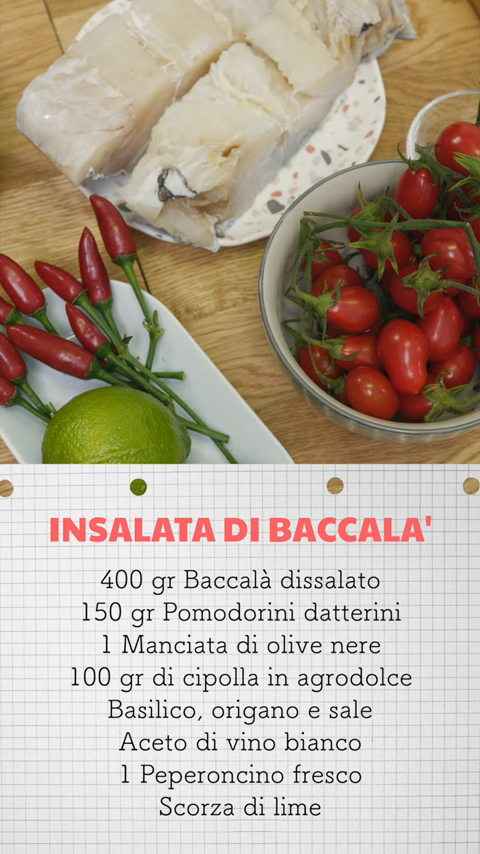 INSALATA DI BACCALA'
400 gr Baccalà dissalato
150 gr Pomodorini datterini
1 Manciata di olive nere
100 gr di cipolla in agrodolce
Basilico, origano e sale
Aceto di vino bianco
1 Peperoncino fresco
Scorza di lime